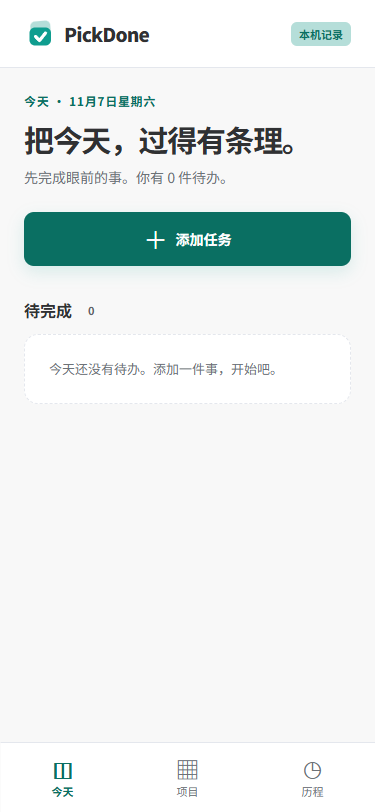 PickDone
本机记录
今天 · 11月7日星期六
把今天，过得有条理。
先完成眼前的事。你有 0 件待办。
添加任务
待完成 0
今天还没有待办。添加一件事，开始吧。
今天
项目
历程